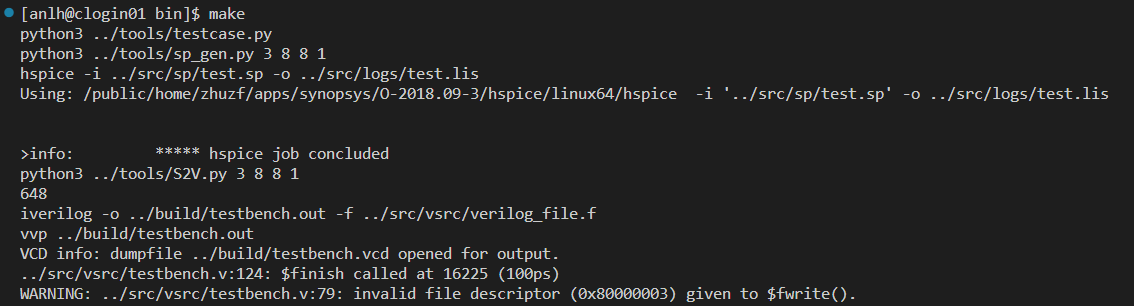 [anlh@clogin01 bin]$ make
python3 ../tools/testcase.py
python3 ../tools/sp_gen.py 3 8 8 1
hspice -i ../src/sp/test.sp -o ../src/logs/test.lis
Using: /public/home/zhuzf/apps/synopsys/O-2018.09-3/hspice/linux64/hspice  -i '../src/sp/test.sp' -o ../src/logs/test.lis
>info:         ***** hspice job concluded
python3 ../tools/S2V.py 3 8 8 1
648
iverilog -o ../build/testbench.out -f ../src/vsrc/verilog_file.f
vvp ../build/testbench.out
VCD info: dumpfile ../build/testbench.vcd opened for output.
../src/vsrc/testbench.v:124: $finish called at 16225 (100ps)
WARNING: ../src/vsrc/testbench.v:79: invalid file descriptor (0x80000003) given to $fwrite().